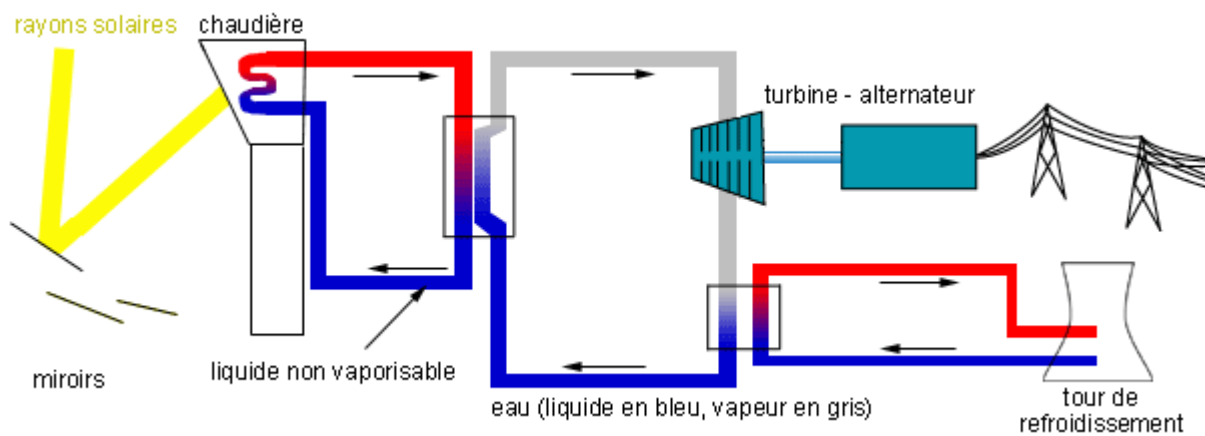 rayons solaires
chaudière
turbine - alternateur
liquide non vaporisable
miroirs
eau (liquide en bleu, vapeur en gris)
tour de
refroidissement